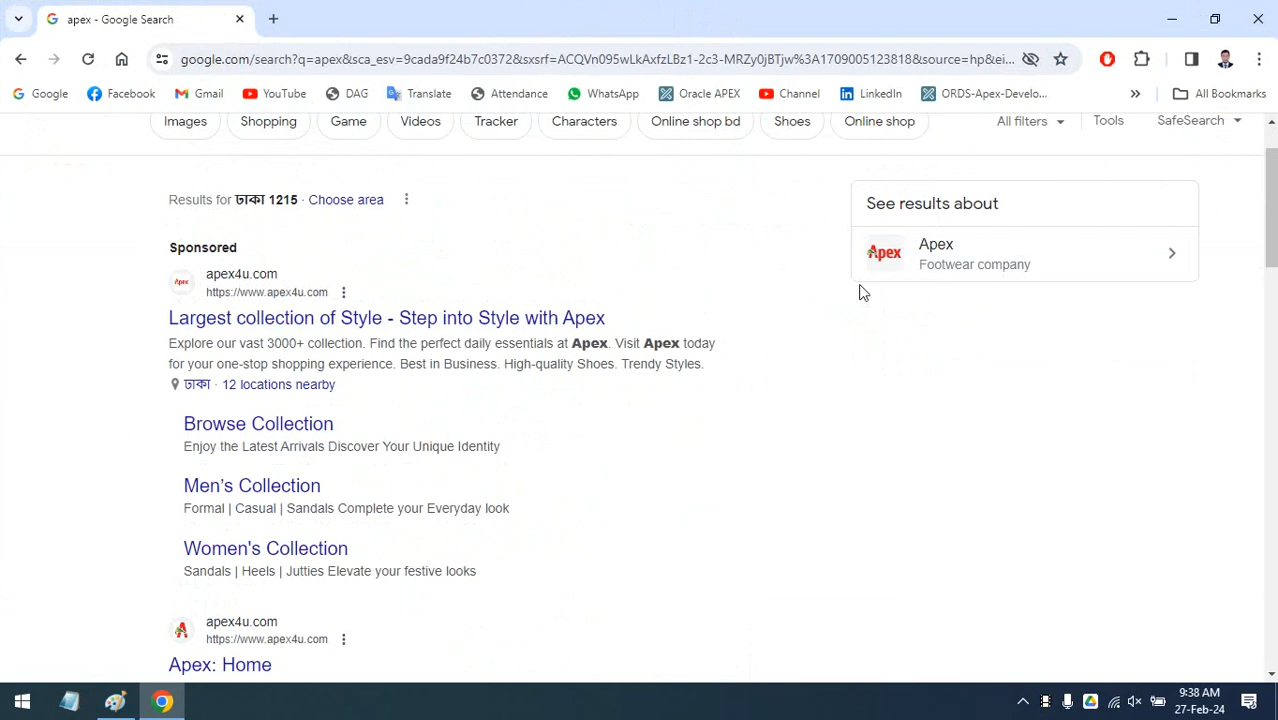 apex - Google Search
google.com/search?q=apex&sca_esv=9cada9f24b7c0372&sxsrf=ACQVn095wLkAxfzLBz1-2c3-MRZy0jBTjw%3A1709005123818&source=hp&ei...
Google Facebook Gmail YouTube DAG Translate Attendance WhatsApp Oracle APEX Channel LinkedIn ORDS-Apex-Develo... » All Bookmarks
Images Shopping Game Videos Tracker Characters Online shop bd Shoes Online shop All filters Tools SafeSearch
Results for ঢাকা 1215 · Choose area
See results about
Apex
Apex
Footwear company
Sponsored
Apex
apex4u.com
https://www.apex4u.com
Largest collection of Style - Step into Style with Apex
Explore our vast 3000+ collection. Find the perfect daily essentials at Apex. Visit Apex today
for your one-stop shopping experience. Best in Business. High-quality Shoes. Trendy Styles.
ঢাকা · 12 locations nearby
Browse Collection
Enjoy the Latest Arrivals Discover Your Unique Identity
Men's Collection
Formal | Casual | Sandals Complete your Everyday look
Women's Collection
Sandals | Heels | Jutties Elevate your festive looks
apex4u.com
https://www.apex4u.com
Apex: Home
9:38 AM
27-Feb-24